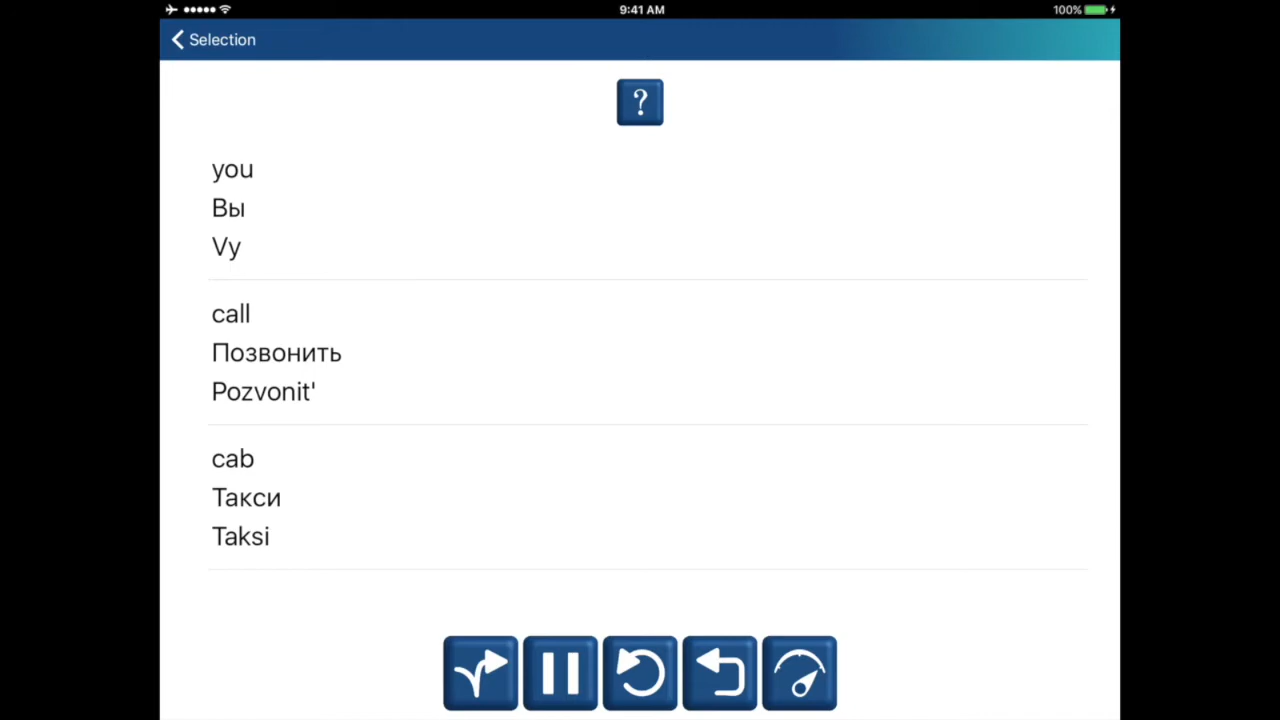 9:41 AM
100%
Selection
?
you
Вы
Vy
call
Позвонить
Pozvonit'
cab
Такси
Taksi